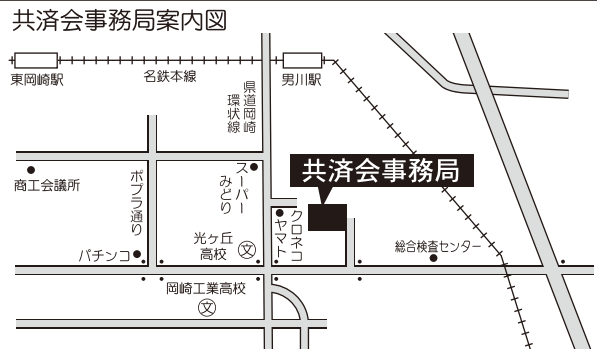 共済会事務局案内図
東岡崎駅
名鉄本線
男川駅
県道岡崎
環状線
商工会議所
ポプラ通り
スーパー
みどり
共済会事務局
クロネコ
ヤマト
光ヶ丘
高校
文
パチンコ
総合検査センター
岡崎工業高校
文